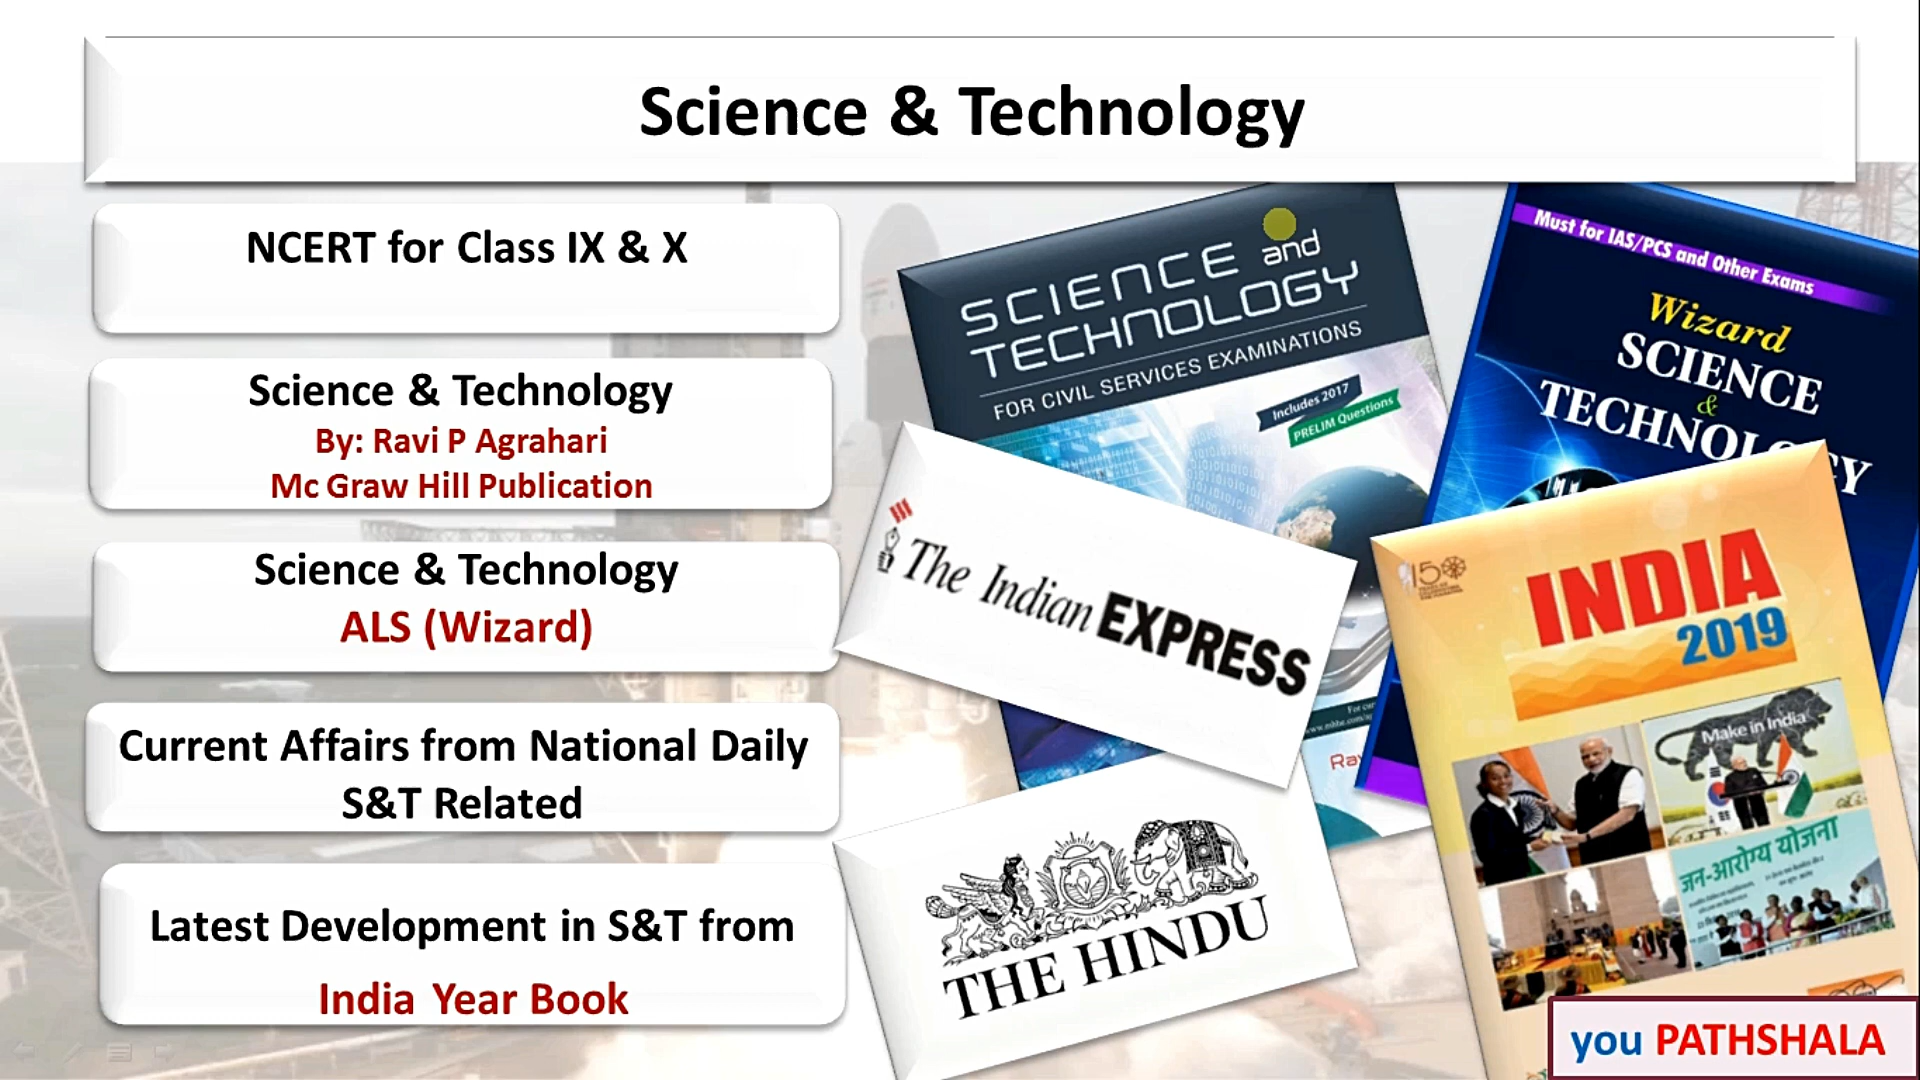 Science & Technology
NCERT for Class IX & X
Science & Technology
By: Ravi P Agrahari
Mc Graw Hill Publication
Science & Technology
ALS (Wizard)
Current Affairs from National Daily
S&T Related
Latest Development in S&T from
India Year Book
SCIENCE and
TECHNOLOGY
FOR CIVIL SERVICES EXAMINATIONS
Includes 2017
PRELIM Questions
Must for IAS/PCS and Other Exams
Wizard
SCIENCE
&
The Indian EXPRESS
THE HINDU
INDIA
2019
Make in India
जन-आरोग्य योजना
you PATHSHALA